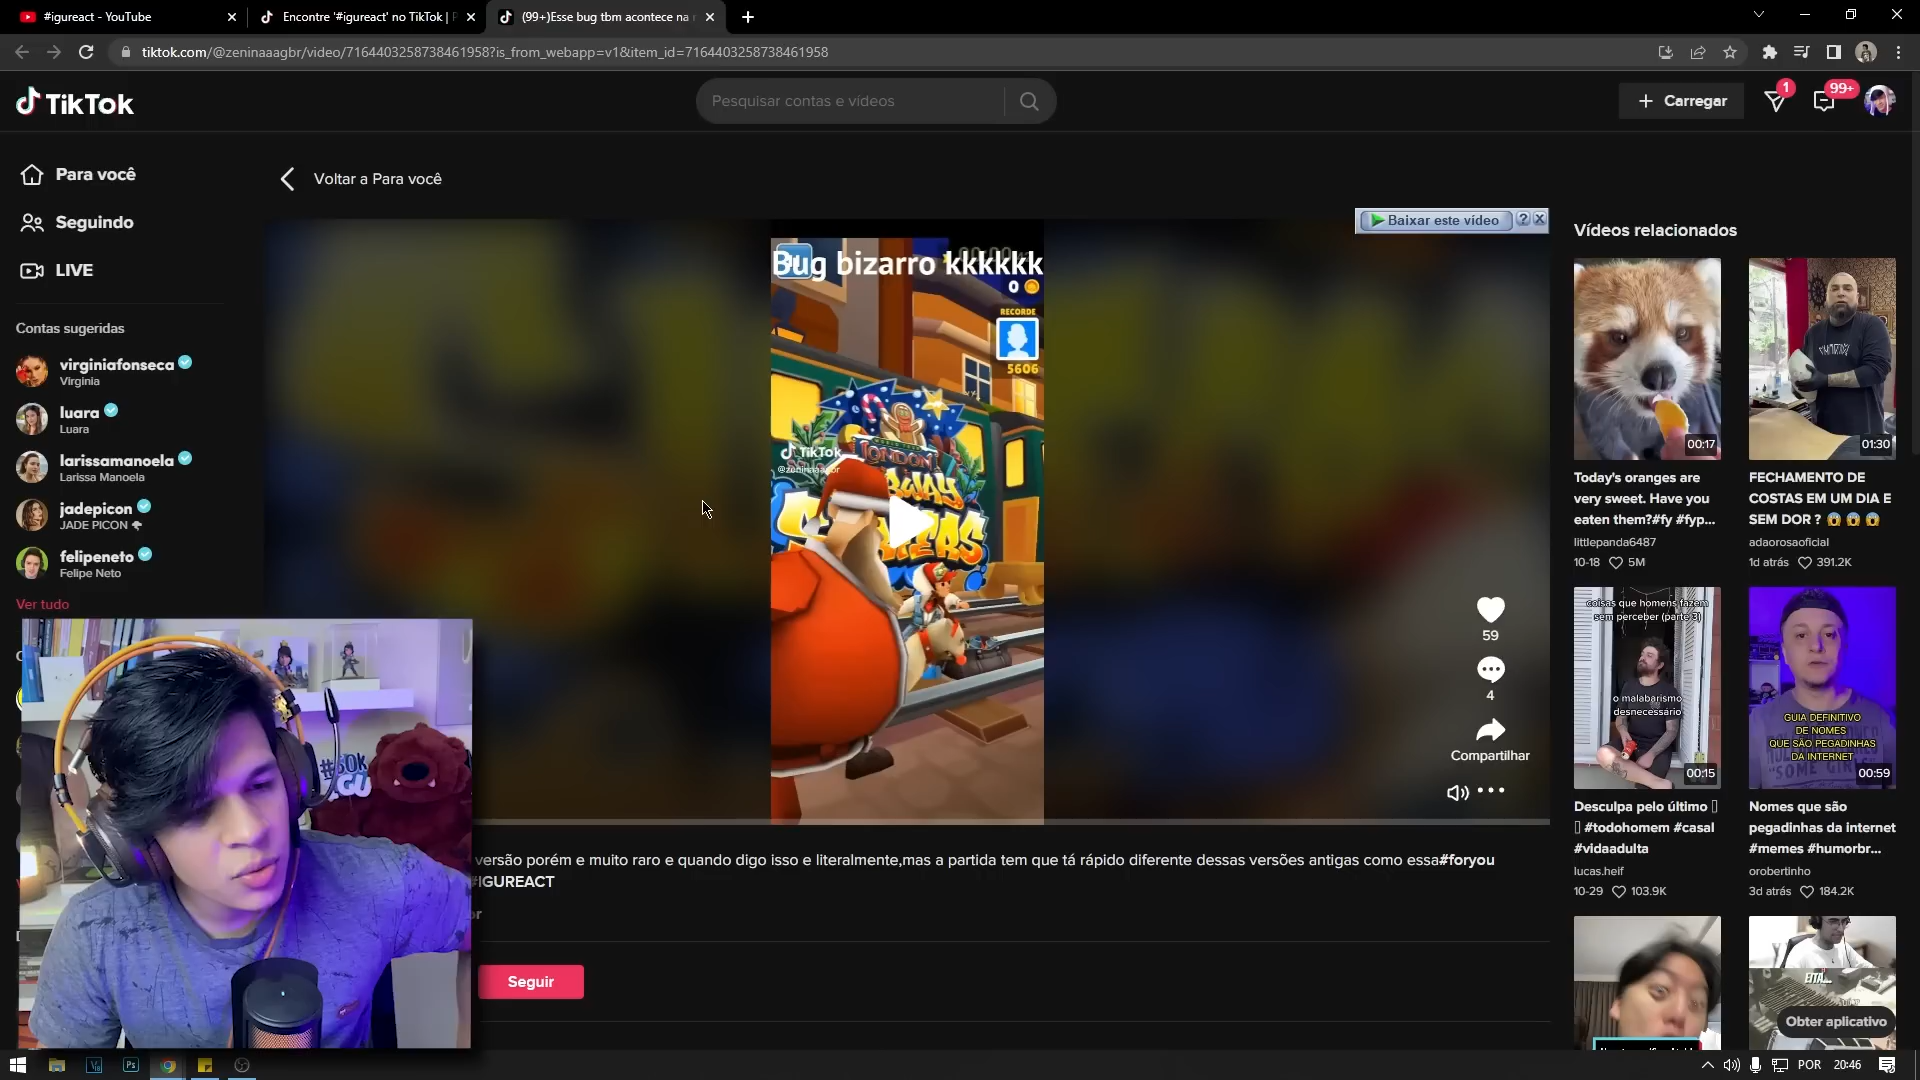 #igureact - YouTube
Encontre '#igureact' no TikTok |
(99+)Esse bug tbm acontece na
tiktok.com/@zeninaaagbr/video/7164403258738461958?is_from_webapp=v1&item_id=7164403258738461958
TikTok
Pesquisar contas e vídeos
Carregar
1
99+
Para você
Seguindo
LIVE
Contas sugeridas
virginiafonseca
Virginia
luara
Luara
larissamanoela
Larissa Manoela
jadepicon
JADE PICON
felipeneto
Felipe Neto
Ver tudo
Voltar a Para você
Baixar este vídeo
Bug bizarro kkkkkk
0
RECORDE
5606
LONDON
TikTok
59
4
Compartilhar
versão porém e muito raro e quando digo isso e literalmente,mas a partida tem que tá rápido diferente dessas versões antigas como essa#foryou
#IGUREACT
Seguir
Vídeos relacionados
00:17
Today's oranges are
very sweet. Have you
eaten them?#fy #fyp...
littlepanda6487
10-18 5M
01:30
FECHAMENTO DE
COSTAS EM UM DIA E
SEM DOR ? 😱 😱 😱
adaorosaoficial
1d atrás 391.2K
coisas que homens fazem
sem perceber (parte 3)
o malabarismo
desnecessário
00:15
Desculpa pelo último
#todohomem #casal
#vidaadulta
lucas.heif
10-29 103.9K
GUIA DEFINITIVO
DE NOMES
QUE SÃO PEGADINHAS
DA INTERNET
00:59
Nomes que são
pegadinhas da internet
#memes #humorbr...
orobertinho
3d atrás 184.2K
EITA...
Obter aplicativo
#50K
IGU
Ps
POR
20:46